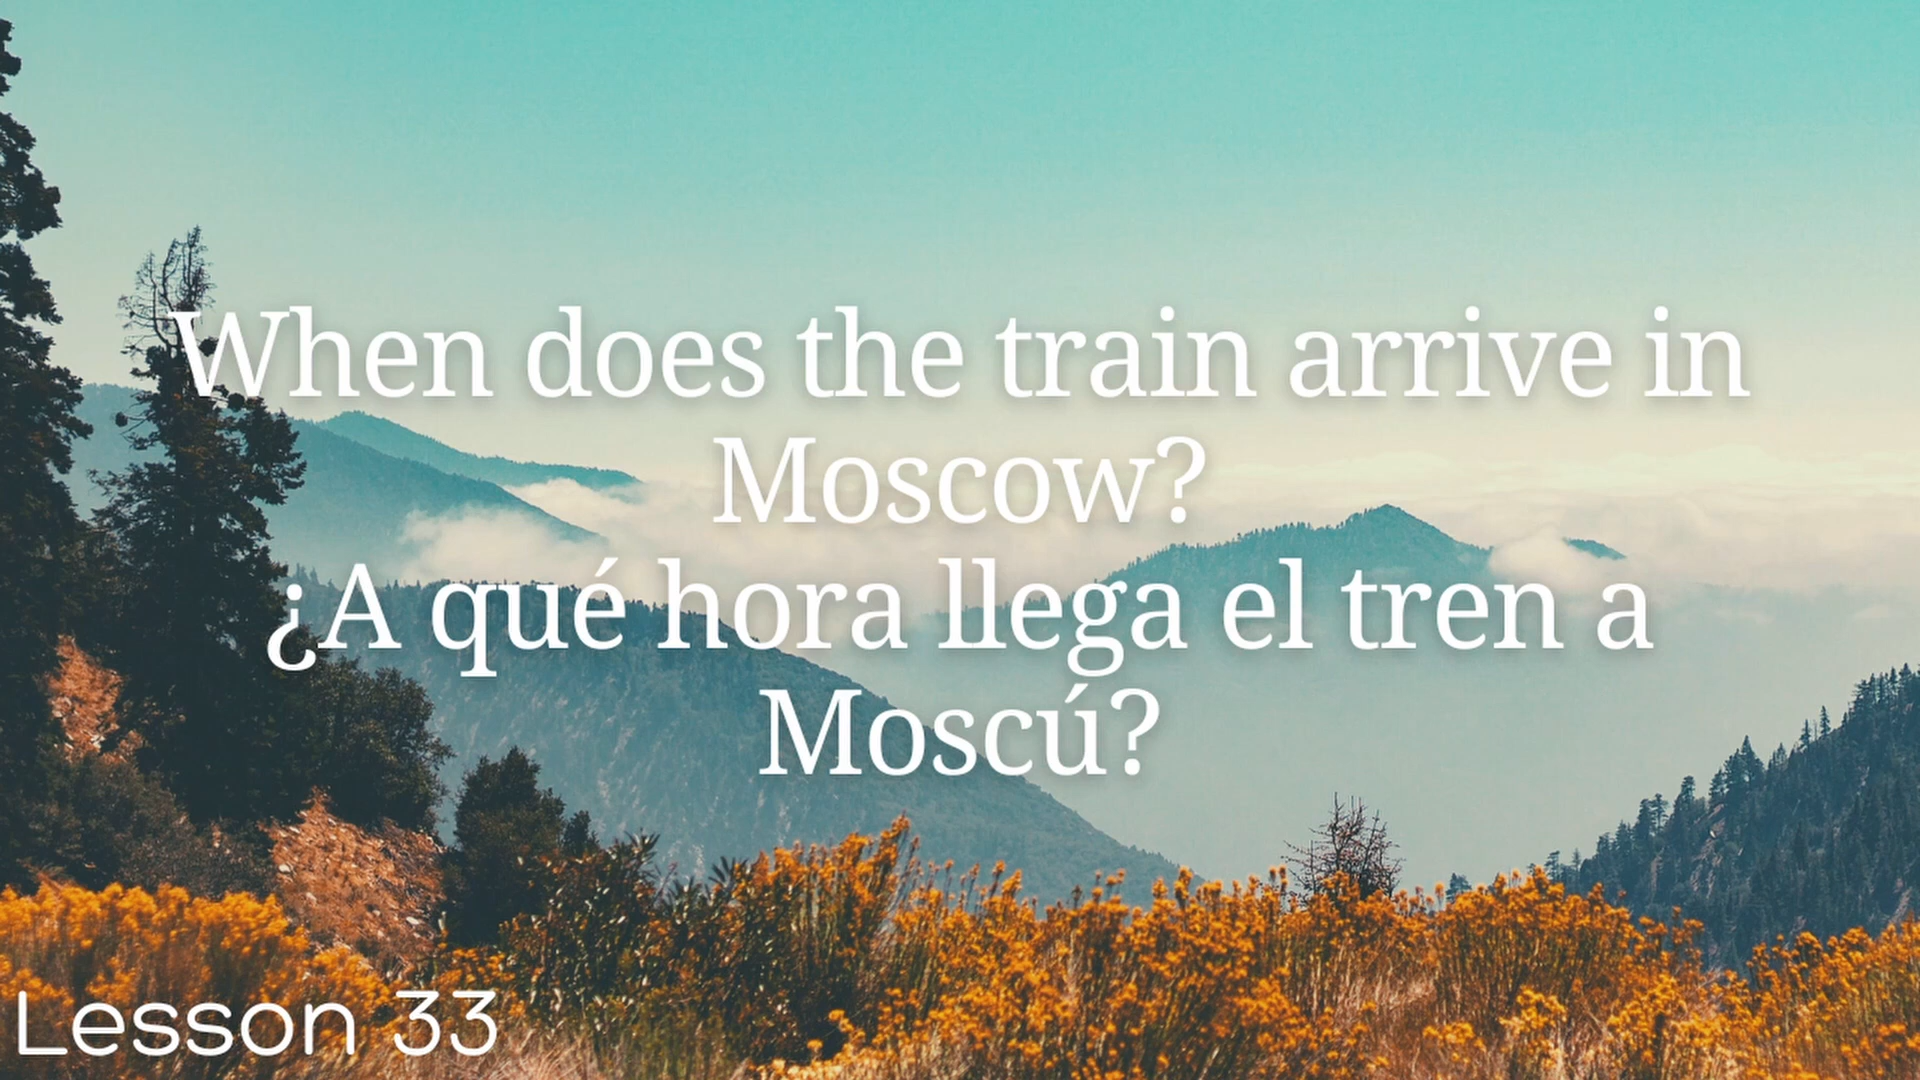 When does the train arrive in
Moscow?
¿A qué hora llega el tren a
Moscú?
Lesson 33